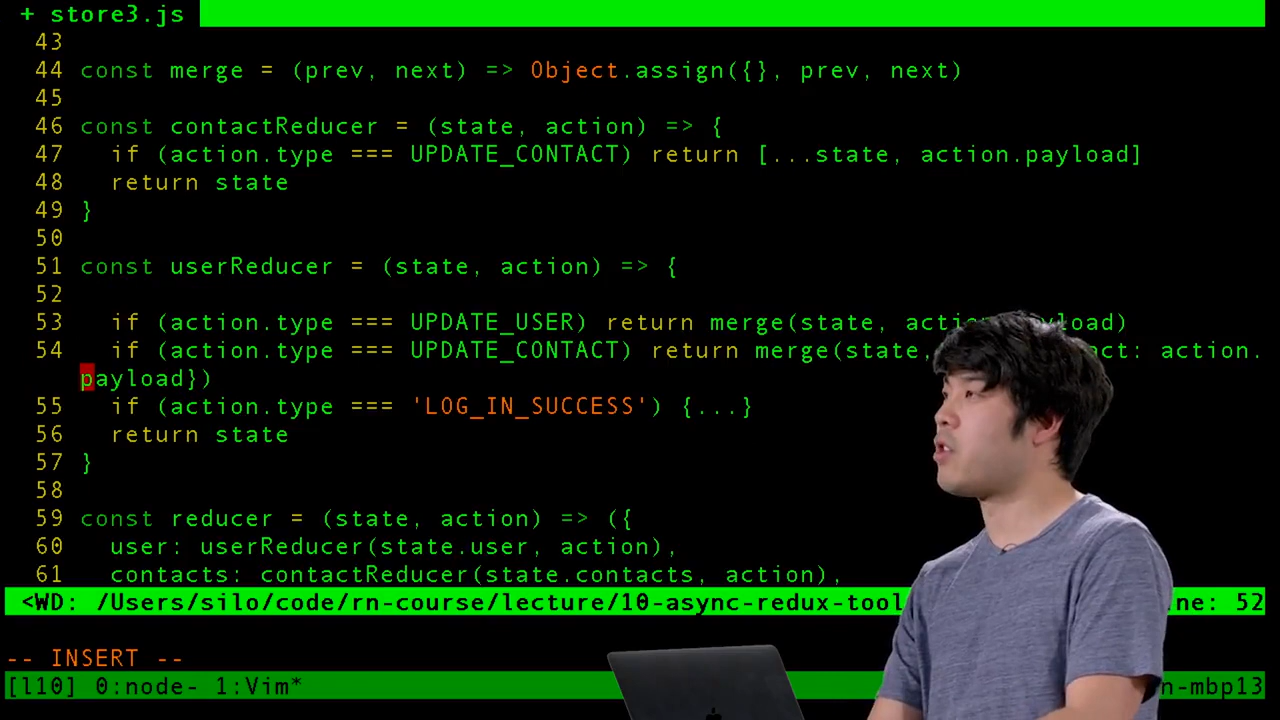 + store3.js
43
44 const merge = (prev, next) => Object.assign({}, prev, next)
45
46 const contactReducer = (state, action) => {
47   if (action.type === UPDATE_CONTACT) return [...state, action.payload]
48   return state
49 }
50
51 const userReducer = (state, action) => {
52
53   if (action.type === UPDATE_USER) return merge(state, action.payload)
54   if (action.type === UPDATE_CONTACT) return merge(state, act: action.
payload})
55   if (action.type === 'LOG_IN_SUCCESS') {...}
56   return state
57 }
58
59 const reducer = (state, action) => ({
60   user: userReducer(state.user, action),
61   contacts: contactReducer(state.contacts, action),
<WD: /Users/silo/code/rn-course/lecture/10-async-redux-tool ne: 52
-- INSERT --
[l10] 0:node- 1:Vim* n-mbp13